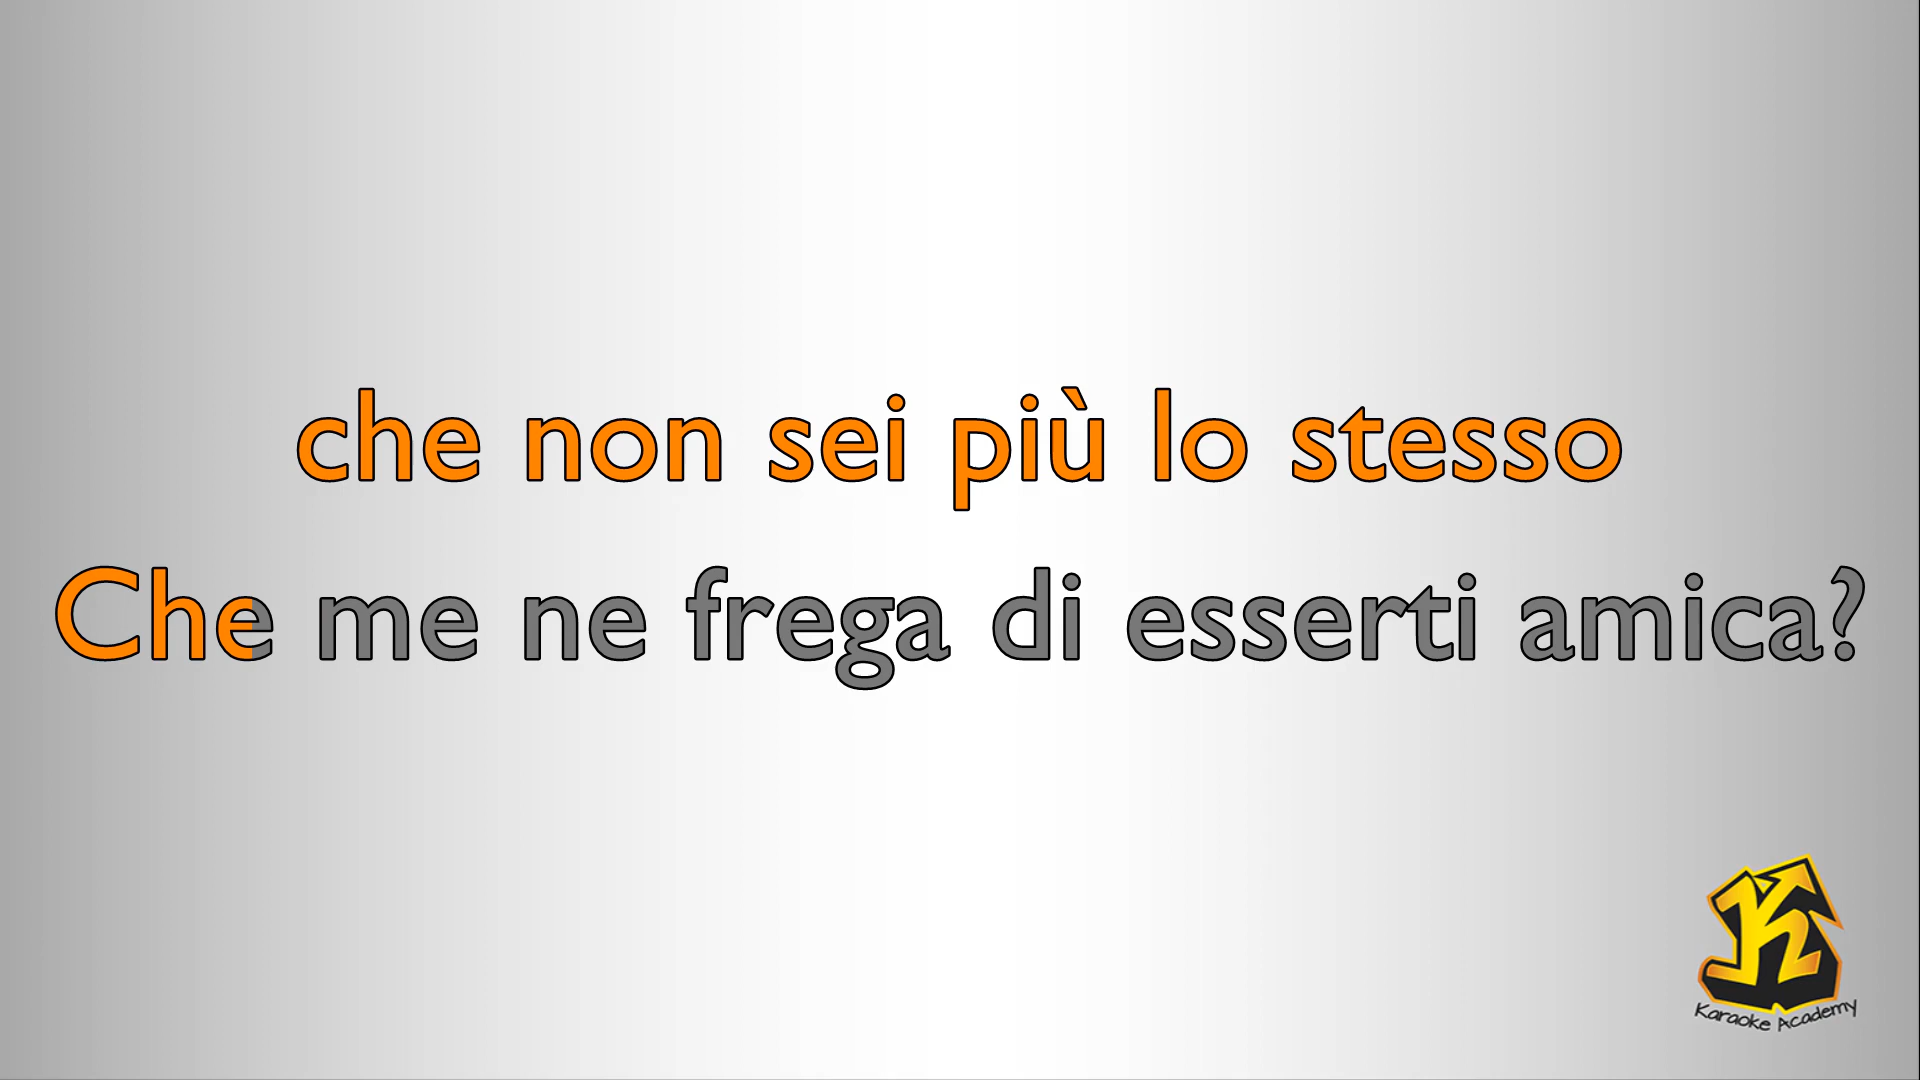 che non sei più lo stesso
Che me ne frega di esserti amica?
K
Karaoke Academy